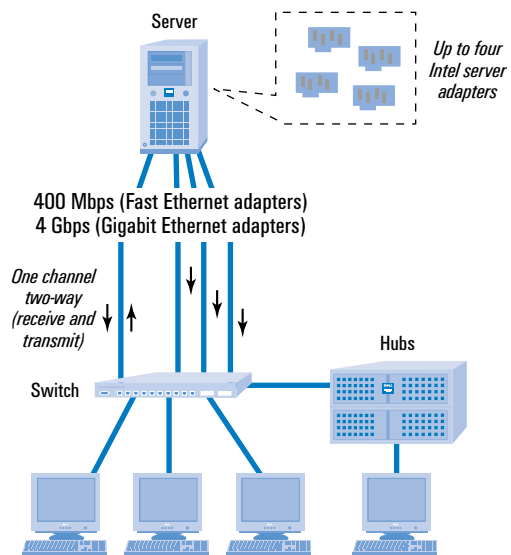 Server
Up to four
Intel server
adapters
400 Mbps (Fast Ethernet adapters)
4 Gbps (Gigabit Ethernet adapters)
One channel
two-way
(receive and
transmit)
Hubs
Switch